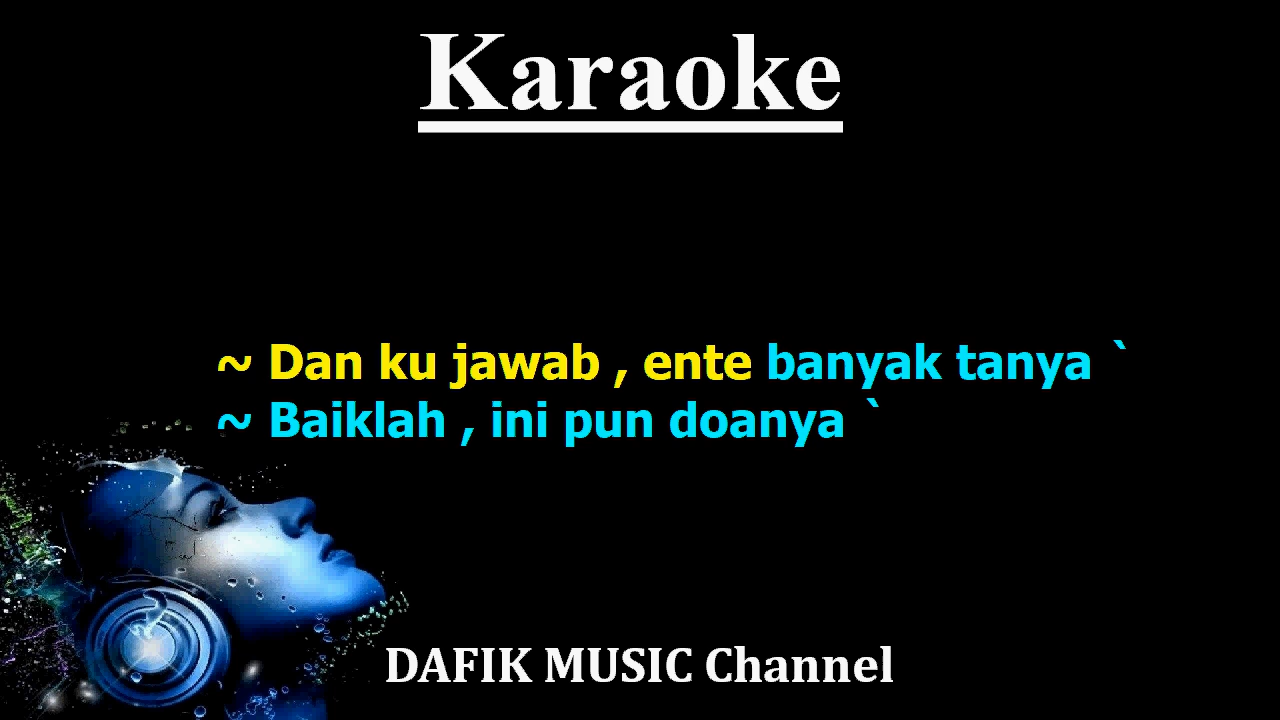 Karaoke
~ Dan ku jawab , ente banyak tanya `
~ Baiklah , ini pun doanya `
DAFIK MUSIC Channel